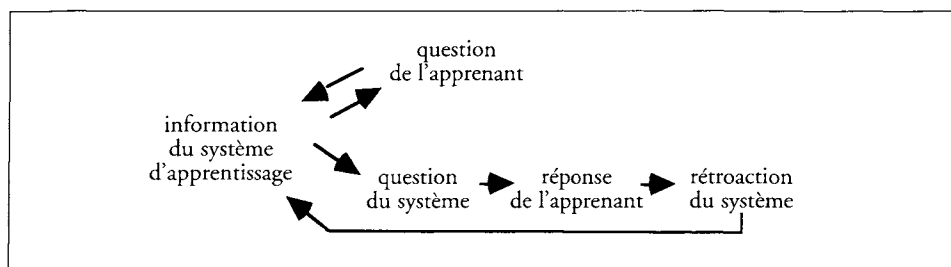 question
de l'apprenant
information
du système
d'apprentissage
question
du système
réponse
de l'apprenant
rétroaction
du système